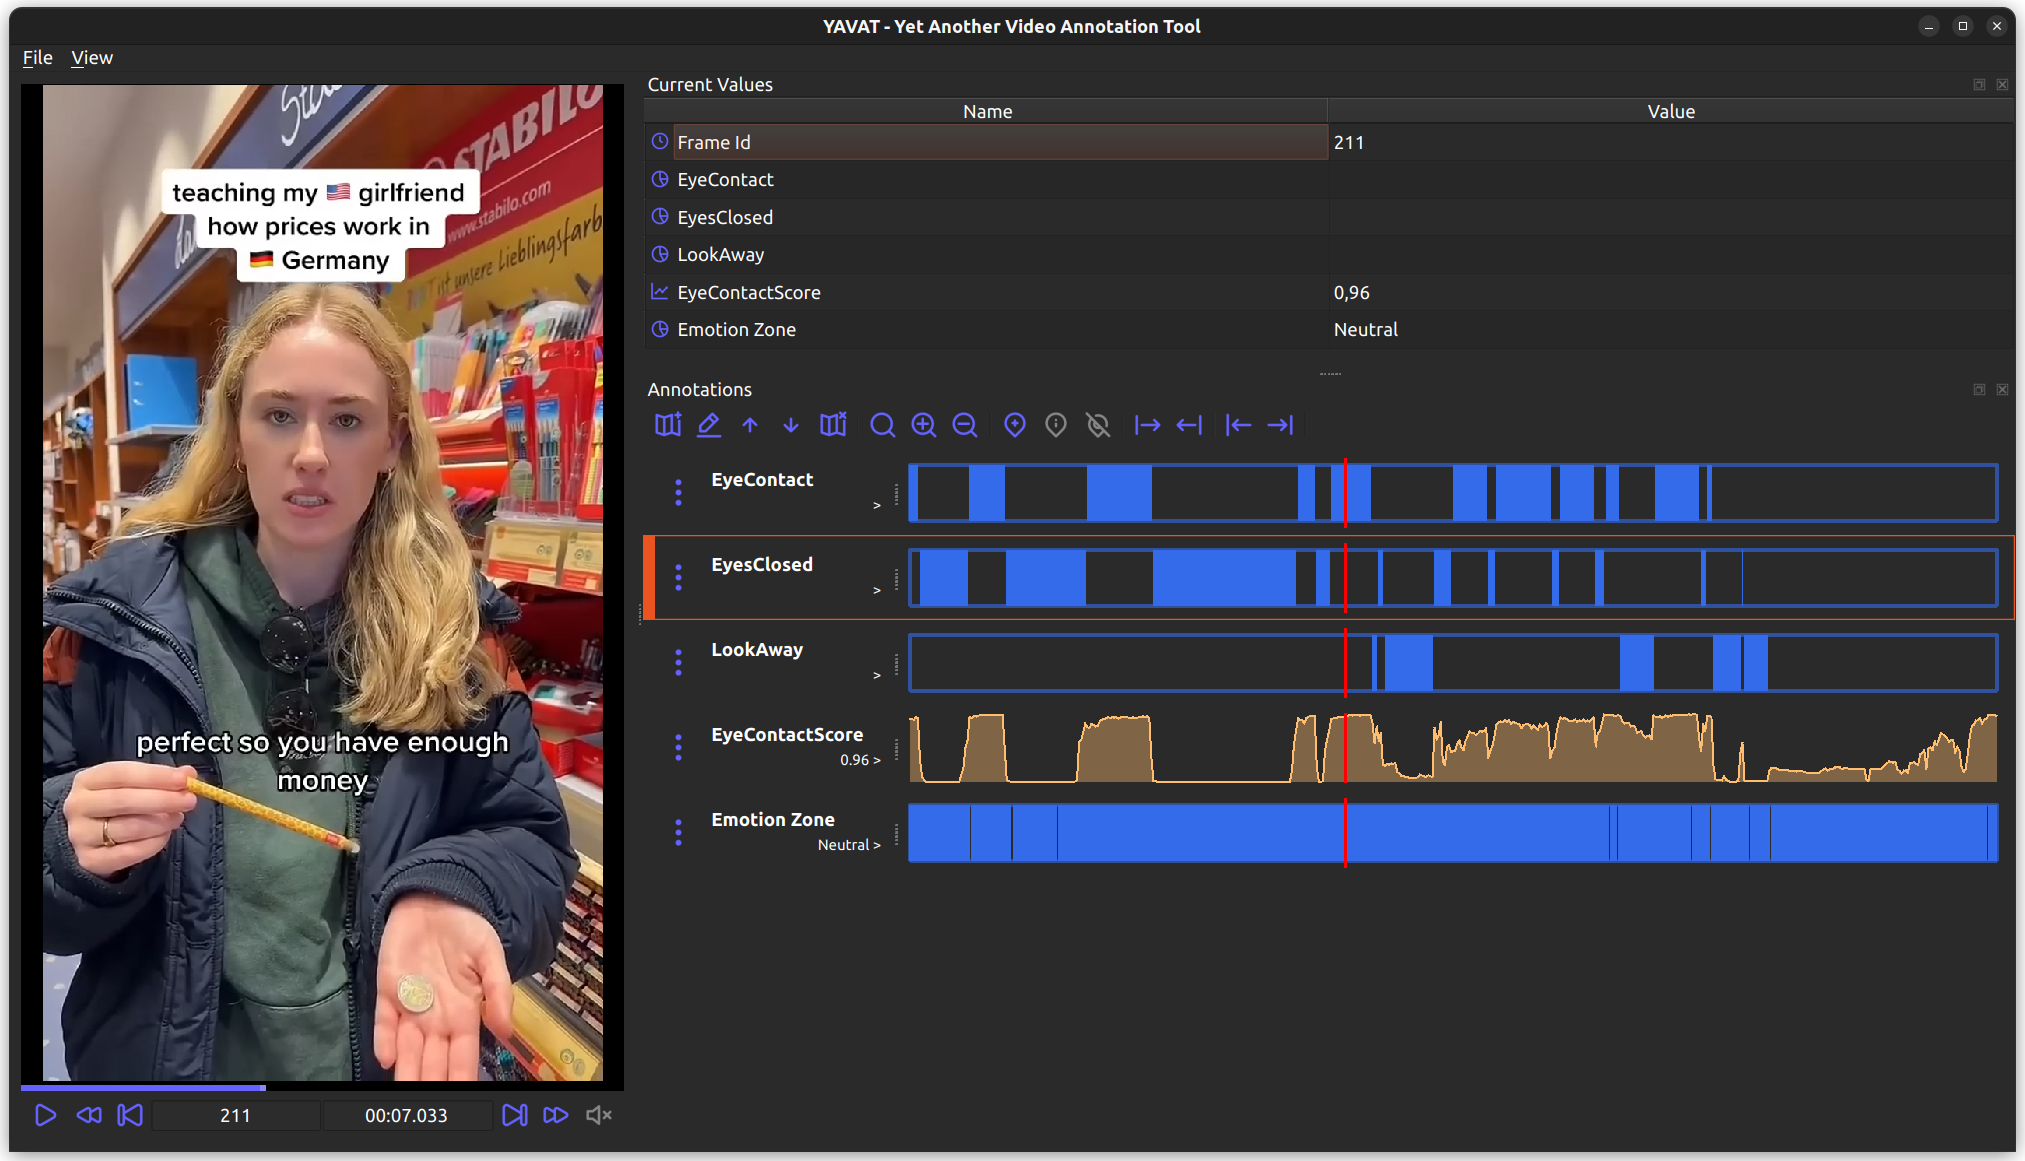 YAVAT - Yet Another Video Annotation Tool
File View
STABILO
www.stabilo.com
ist unsere Lieblingsfarb
teaching my 🇺🇸 girlfriend
how prices work in
🇩🇪 Germany
perfect so you have enough
money
211
00:07.033
Current Values
Name Value
Frame Id 211
EyeContact
EyesClosed
LookAway
EyeContactScore 0,96
Emotion Zone Neutral
Annotations
EyeContact
>
EyesClosed
>
LookAway
>
EyeContactScore
0.96 >
Emotion Zone
Neutral >